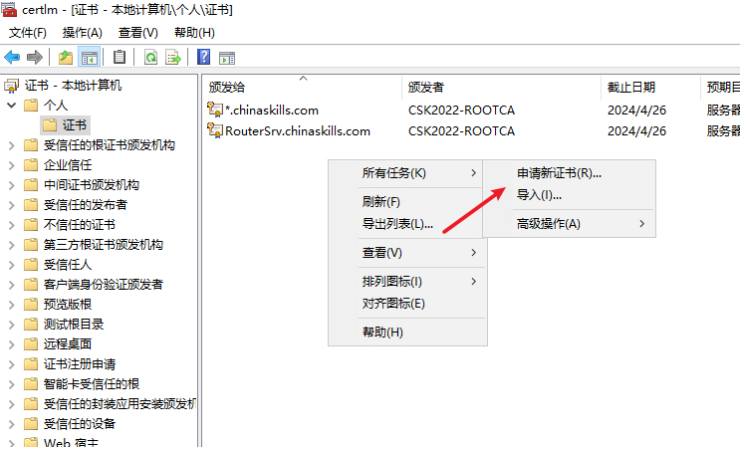 certlm - [证书 - 本地计算机\个人\证书]
文件(F) 操作(A) 查看(V) 帮助(H)
证书 - 本地计算机
个人
证书
受信任的根证书颁发机构
企业信任
中间证书颁发机构
受信任的发布者
不信任的证书
第三方根证书颁发机构
受信任人
客户端身份验证颁发者
预览版根
测试根目录
远程桌面
证书注册申请
智能卡受信任的根
受信任的封装应用安装颁发机
受信任的设备
Web 宿主
颁发给 颁发者 截止日期 预期目
*.chinaskills.com CSK2022-ROOTCA 2024/4/26 服务器
RouterSrv.chinaskills.com CSK2022-ROOTCA 2024/4/26 服务器
所有任务(K)
刷新(F)
导出列表(L)...
查看(V)
排列图标(I)
对齐图标(E)
帮助(H)
申请新证书(R)...
导入(I)...
高级操作(A)